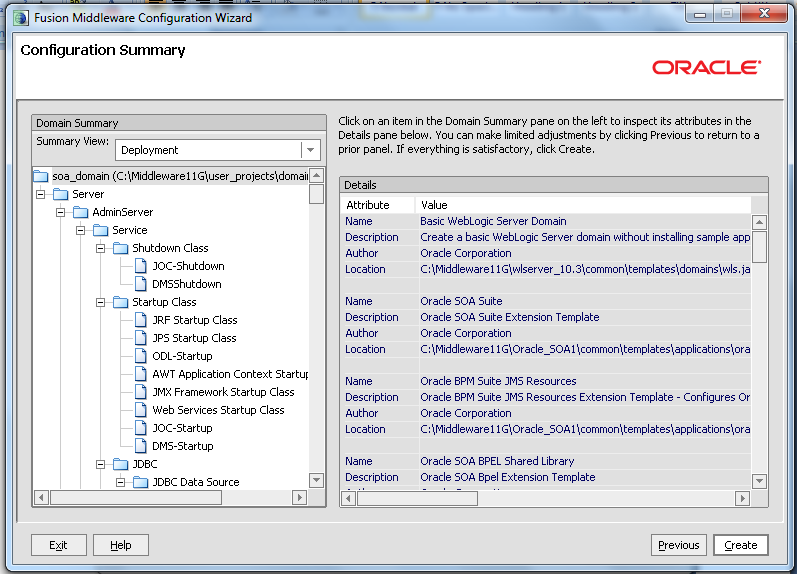 Fusion Middleware Configuration Wizard
Configuration Summary
ORACLE
Domain Summary
Summary View:
Deployment
soa_domain (C:\Middleware11G\user_projects\domain
Server
AdminServer
Service
Shutdown Class
JOC-Shutdown
DMSShutdown
Startup Class
JRF Startup Class
JPS Startup Class
ODL-Startup
AWT Application Context Startup
JMX Framework Startup Class
Web Services Startup Class
JOC-Startup
DMS-Startup
JDBC
JDBC Data Source
Click on an item in the Domain Summary pane on the left to inspect its attributes in the
Details pane below. You can make limited adjustments by clicking Previous to return to a
prior panel. If everything is satisfactory, click Create.
Details
Attribute Value
Name Basic WebLogic Server Domain
Description Create a basic WebLogic Server domain without installing sample app
Author Oracle Corporation
Location C:\Middleware11G\wlserver_10.3\common\templates\domains\wls.ja
Name Oracle SOA Suite
Description Oracle SOA Suite Extension Template
Author Oracle Corporation
Location C:\Middleware11G\Oracle_SOA1\common\templates\applications\ora
Name Oracle BPM Suite JMS Resources
Description Oracle BPM Suite JMS Resources Extension Template - Configures Or
Author Oracle Corporation
Location C:\Middleware11G\Oracle_SOA1\common\templates\applications\ora
Name Oracle SOA BPEL Shared Library
Description Oracle SOA Bpel Extension Template
Exit Help Previous Create